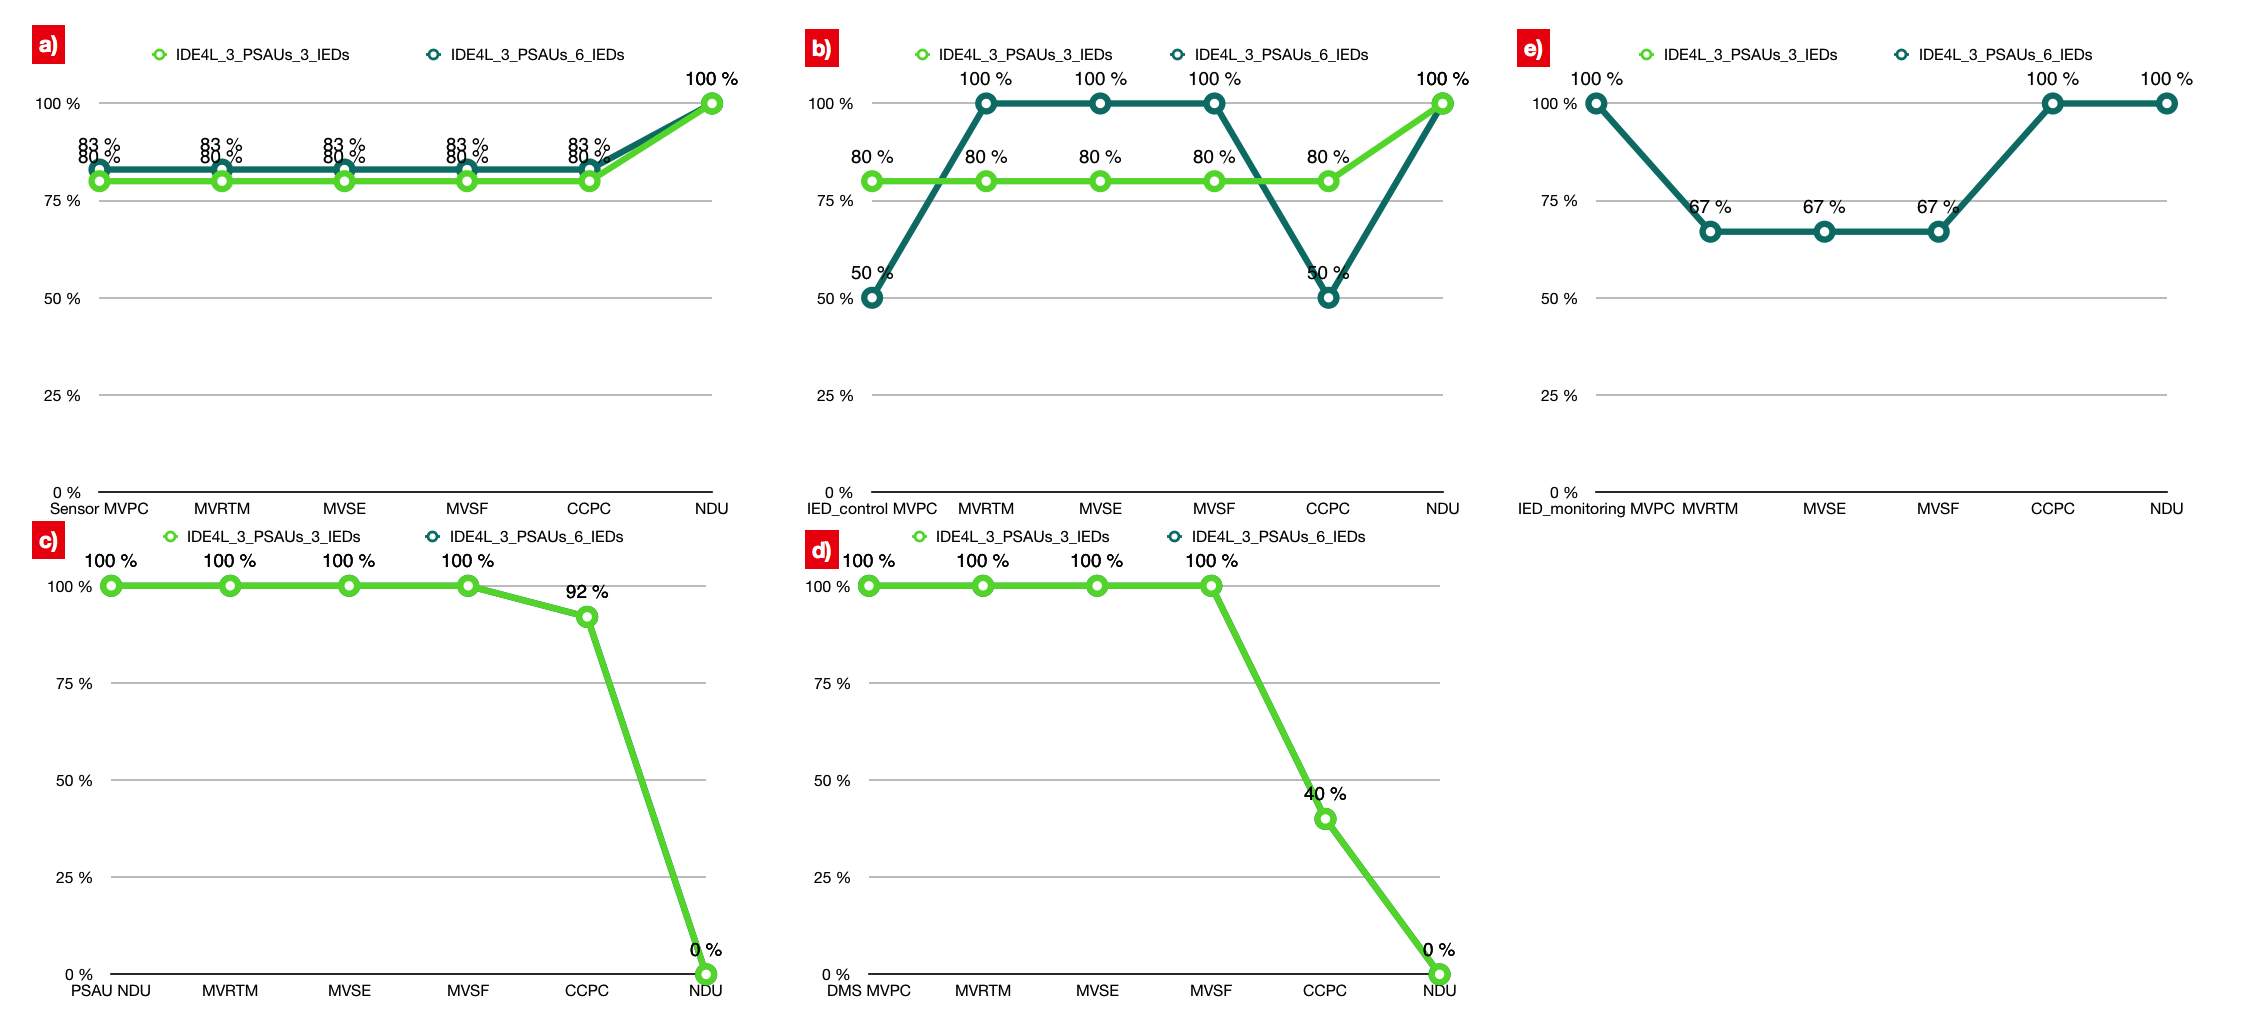 a)
IDE4L_3_PSAUs_3_IEDs IDE4L_3_PSAUs_6_IEDs
100 %
100 %
83 % 83 % 83 % 83 % 83 %
80 % 80 % 80 % 80 % 80 %
75 %
50 %
25 %
0 %
Sensor MVPC MVRTM MVSE MVSF CCPC NDU
b)
IDE4L_3_PSAUs_3_IEDs IDE4L_3_PSAUs_6_IEDs
100 % 100 % 100 % 100 %
100 %
80 % 80 % 80 % 80 % 80 %
75 %
50 % 50 %
50 %
25 %
0 %
IED_control MVPC MVRTM MVSE MVSF CCPC NDU
e)
IDE4L_3_PSAUs_3_IEDs IDE4L_3_PSAUs_6_IEDs
100 % 100 % 100 %
100 %
75 %
67 % 67 % 67 %
50 %
25 %
0 %
IED_monitoring MVPC MVRTM MVSE MVSF CCPC NDU
c)
IDE4L_3_PSAUs_3_IEDs IDE4L_3_PSAUs_6_IEDs
100 % 100 % 100 % 100 %
100 %
92 %
75 %
50 %
25 %
0 %
0 %
PSAU NDU MVRTM MVSE MVSF CCPC NDU
d)
IDE4L_3_PSAUs_3_IEDs IDE4L_3_PSAUs_6_IEDs
100 % 100 % 100 % 100 %
100 %
75 %
50 %
40 %
25 %
0 %
0 %
DMS MVPC MVRTM MVSE MVSF CCPC NDU